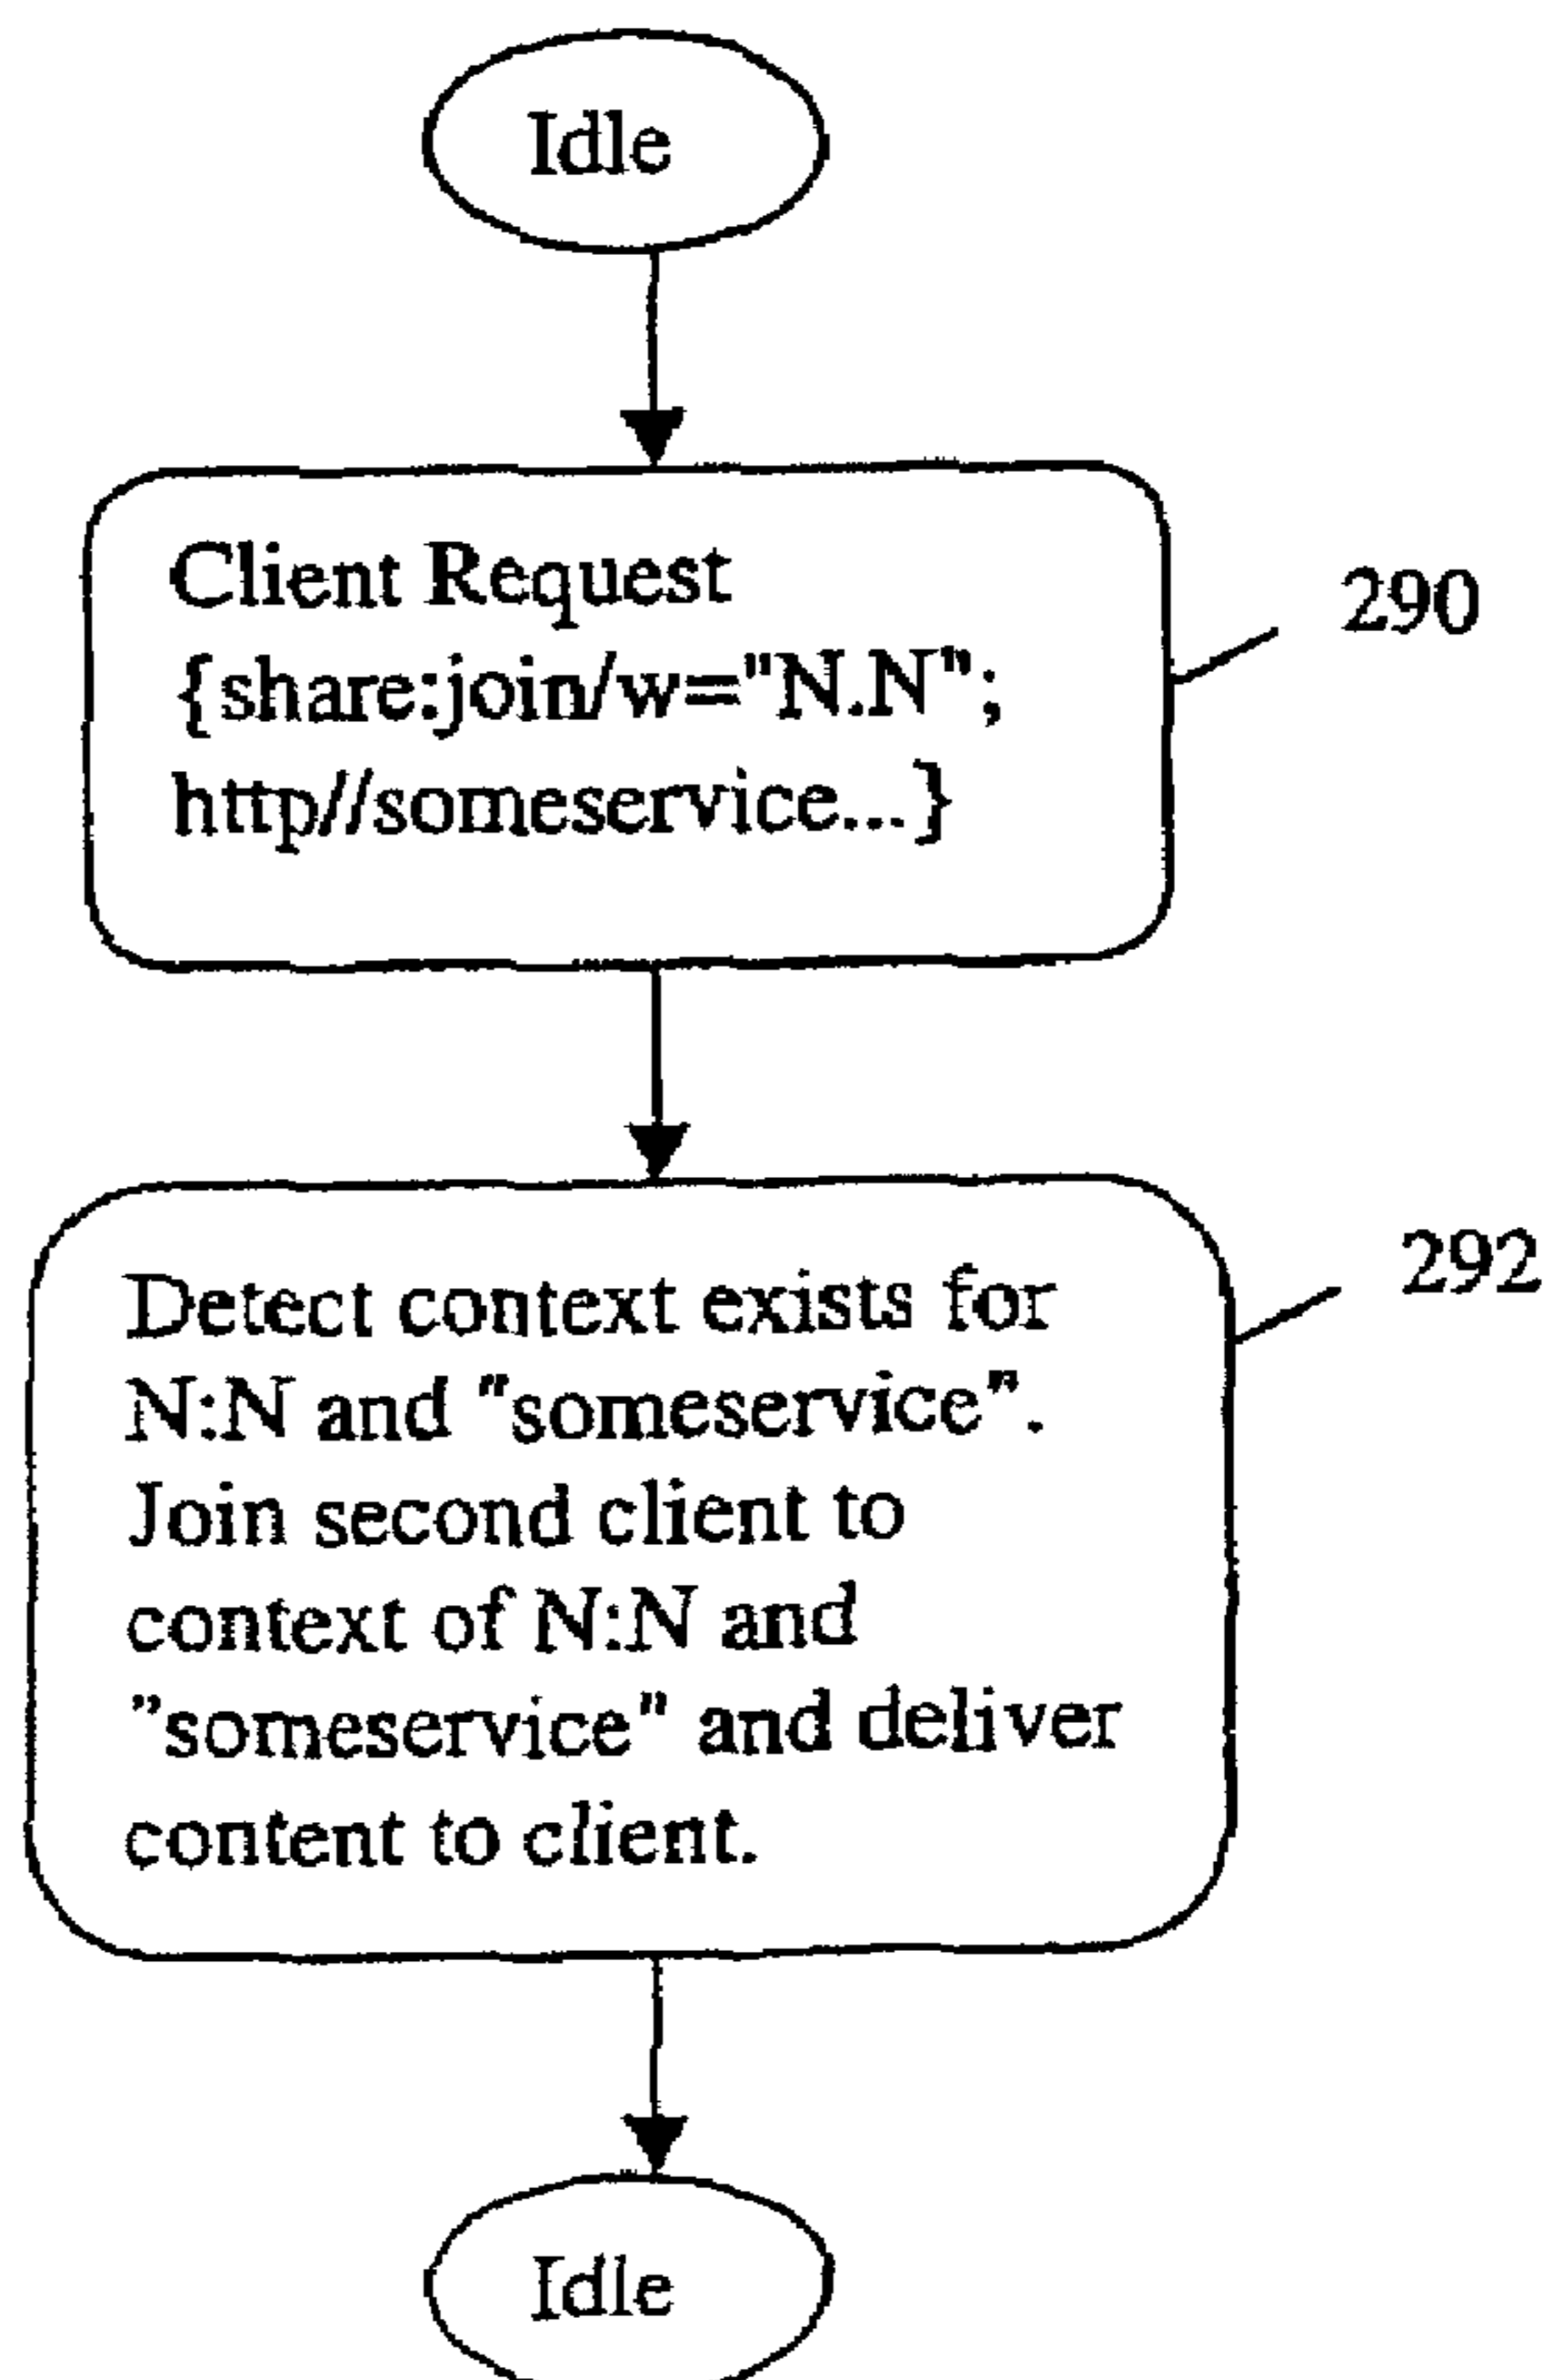 Idle
Client Request
{share:join/w="N.N";
http//someservice...}
290
Detect context exists for
N:N and "someservice".
Join second client to
context of N:N and
"someservice" and deliver
content to client.
292
Idle